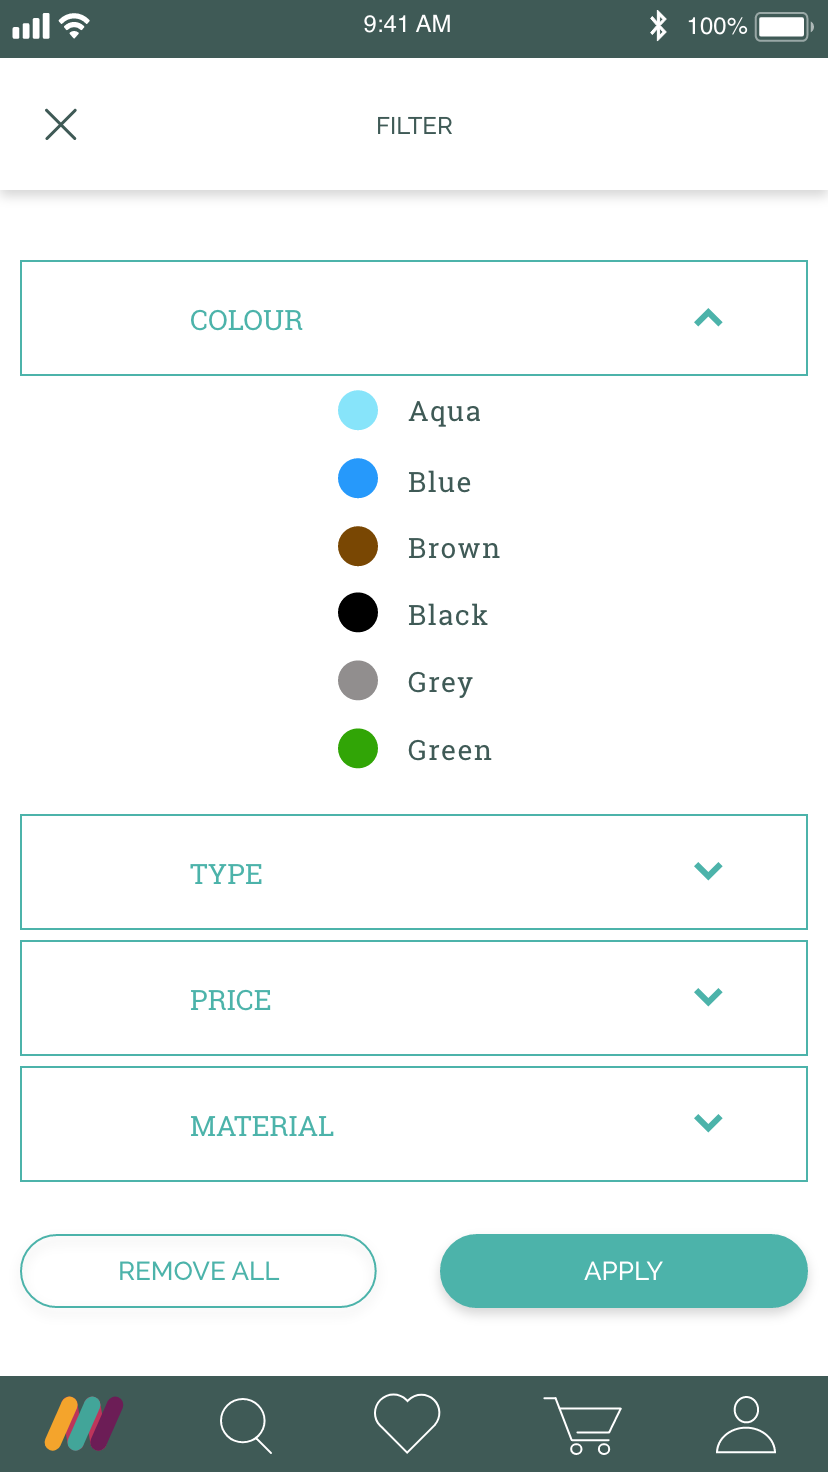 9:41 AM 100%
FILTER
COLOUR
Aqua
Blue
Brown
Black
Grey
Green
TYPE
PRICE
MATERIAL
REMOVE ALL APPLY